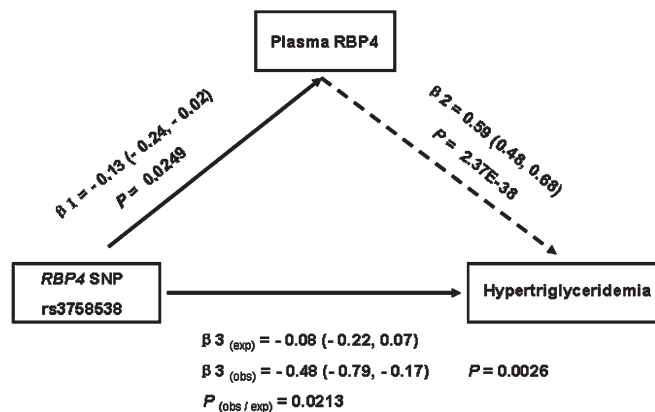 Plasma RBP4
β 1 = - 0.13 (- 0.24, - 0.02)
P = 0.0249
β 2 = 0.59 (0.48, 0.68)
P = 2.37E-38
RBP4 SNP
rs3758538
Hypertriglyceridemia
β 3 (exp) = - 0.08 (- 0.22, 0.07)
β 3 (obs) = - 0.48 (- 0.79, - 0.17) P = 0.0026
P (obs / exp) = 0.0213